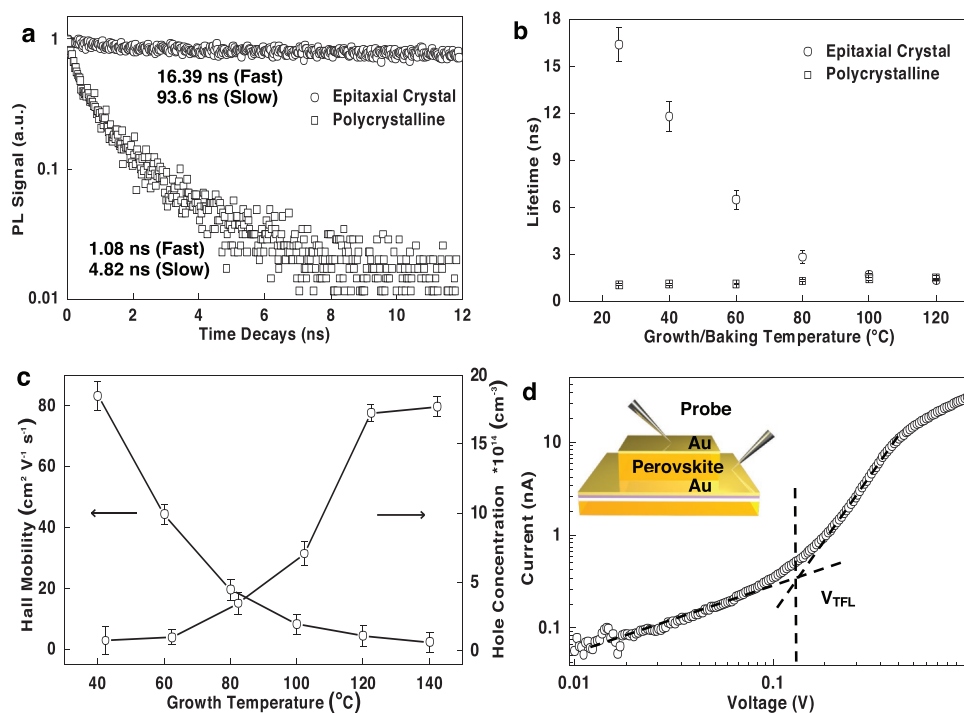 a
1
0.1
0.01
PL Signal (a.u.)
16.39 ns (Fast)
93.6 ns (Slow)
Epitaxial Crystal
Polycrystalline
1.08 ns (Fast)
4.82 ns (Slow)
0 2 4 6 8 10 12
Time Decays (ns)
b
18
15
12
9
6
3
0
Lifetime (ns)
Epitaxial Crystal
Polycrystalline
20 40 60 80 100 120
Growth/Baking Temperature (°C)
c
80
60
40
20
0
Hall Mobility (cm² V⁻¹ s⁻¹)
20
15
10
5
0
Hole Concentration *10¹⁴ (cm⁻³)
40 60 80 100 120 140
Growth Temperature (°C)
d
10
1
0.1
Current (nA)
Probe
Au
Perovskite
Au
V_TFL
0.01 0.1
Voltage (V)